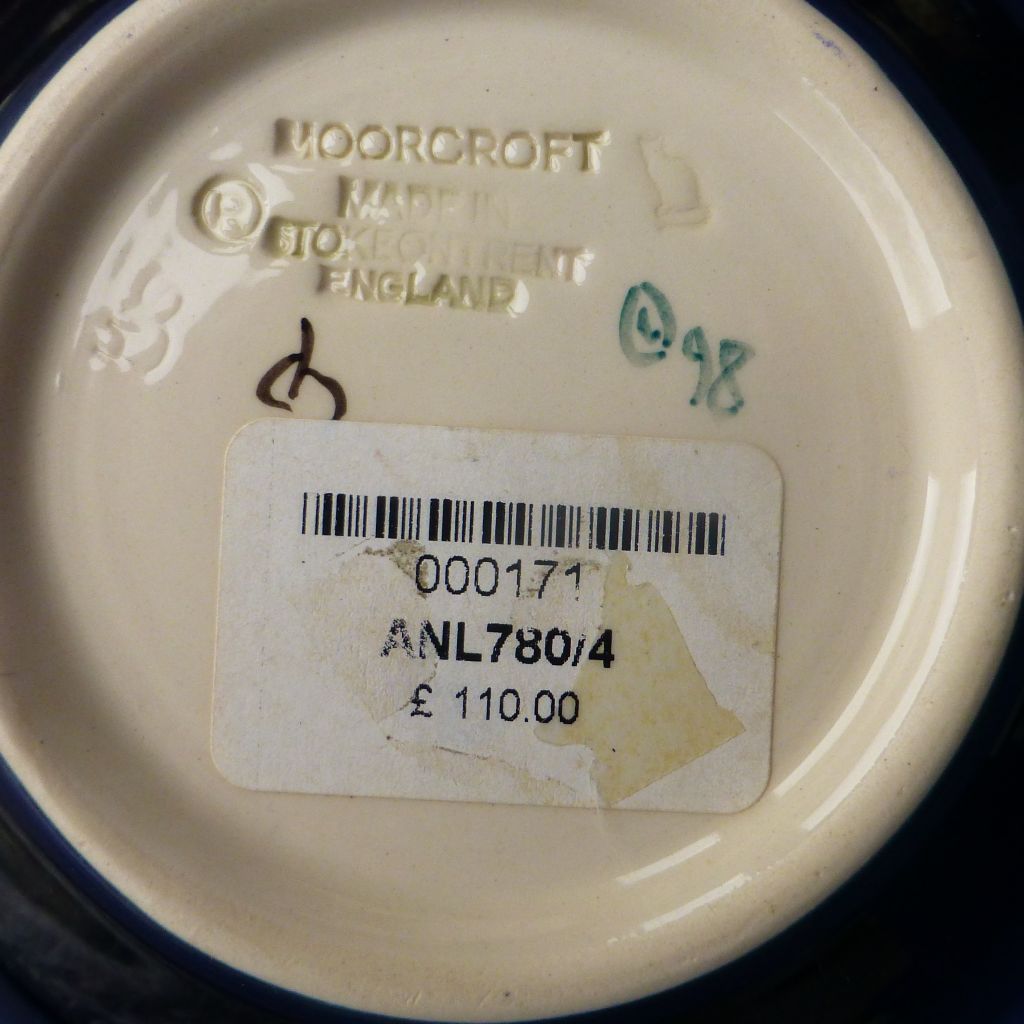 MOORCROFT
MADE IN
STOKE ON TRENT
ENGLAND
98
000171
ANL780/4
£ 110.00